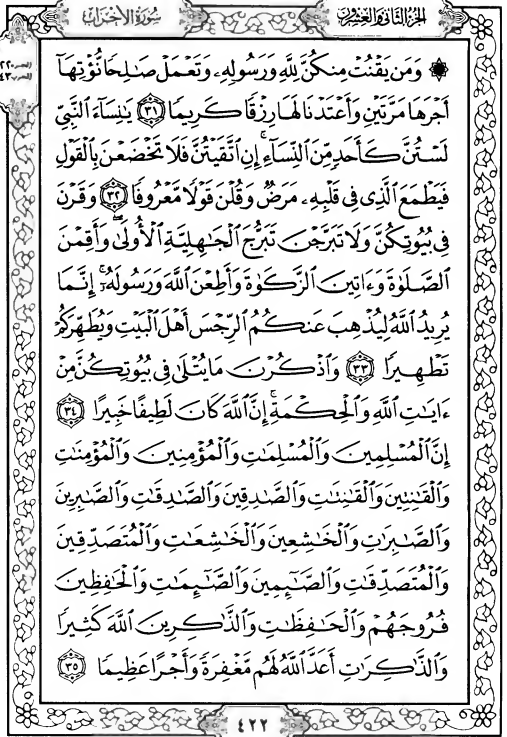 الجزء الثاني والعشرون
سورة الأحزاب
۞ وَمَن يَقْنُتْ مِنكُنَّ لِلَّهِ وَرَسُولِهِۦ وَتَعْمَلْ صَٰلِحًا نُّؤْتِهَآ
أَجْرَهَا مَرَّتَيْنِ وَأَعْتَدْنَا لَهَا رِزْقًا كَرِيمًا ٣١ يَٰنِسَآءَ ٱلنَّبِىِّ
لَسْتُنَّ كَأَحَدٍ مِّنَ ٱلنِّسَآءِ ۚ إِنِ ٱتَّقَيْتُنَّ فَلَا تَخْضَعْنَ بِٱلْقَوْلِ
فَيَطْمَعَ ٱلَّذِى فِى قَلْبِهِۦ مَرَضٌ وَقُلْنَ قَوْلًا مَّعْرُوفًا ٣٢ وَقَرْنَ
فِى بُيُوتِكُنَّ وَلَا تَبَرَّجْنَ تَبَرُّجَ ٱلْجَٰهِلِيَّةِ ٱلْأُولَىٰ ۖ وَأَقِمْنَ
ٱلصَّلَوٰةَ وَءَاتِينَ ٱلزَّكَوٰةَ وَأَطِعْنَ ٱللَّهَ وَرَسُولَهُۥٓ ۚ إِنَّمَا
يُرِيدُ ٱللَّهُ لِيُذْهِبَ عَنكُمُ ٱلرِّجْسَ أَهْلَ ٱلْبَيْتِ وَيُطَهِّرَكُمْ
تَطْهِيرًا ٣٣ وَٱذْكُرْنَ مَا يُتْلَىٰ فِى بُيُوتِكُنَّ مِنْ
ءَايَٰتِ ٱللَّهِ وَٱلْحِكْمَةِ ۚ إِنَّ ٱللَّهَ كَانَ لَطِيفًا خَبِيرًا ٣٤
إِنَّ ٱلْمُسْلِمِينَ وَٱلْمُسْلِمَٰتِ وَٱلْمُؤْمِنِينَ وَٱلْمُؤْمِنَٰتِ
وَٱلْقَٰنِتِينَ وَٱلْقَٰنِتَٰتِ وَٱلصَّٰدِقِينَ وَٱلصَّٰدِقَٰتِ وَٱلصَّٰبِرِينَ
وَٱلصَّٰبِرَٰتِ وَٱلْخَٰشِعِينَ وَٱلْخَٰشِعَٰتِ وَٱلْمُتَصَدِّقِينَ
وَٱلْمُتَصَدِّقَٰتِ وَٱلصَّٰٓئِمِينَ وَٱلصَّٰٓئِمَٰتِ وَٱلْحَٰفِظِينَ
فُرُوجَهُمْ وَٱلْحَٰفِظَٰتِ وَٱلذَّٰكِرِينَ ٱللَّهَ كَثِيرًا
وَٱلذَّٰكِرَٰتِ أَعَدَّ ٱللَّهُ لَهُم مَّغْفِرَةً وَأَجْرًا عَظِيمًا ٣٥
٤٢٢